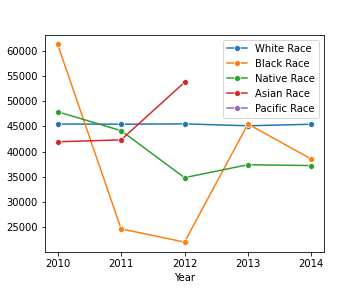 60000
55000
50000
45000
40000
35000
30000
25000
2010 2011 2012 2013 2014
Year
White Race
Black Race
Native Race
Asian Race
Pacific Race